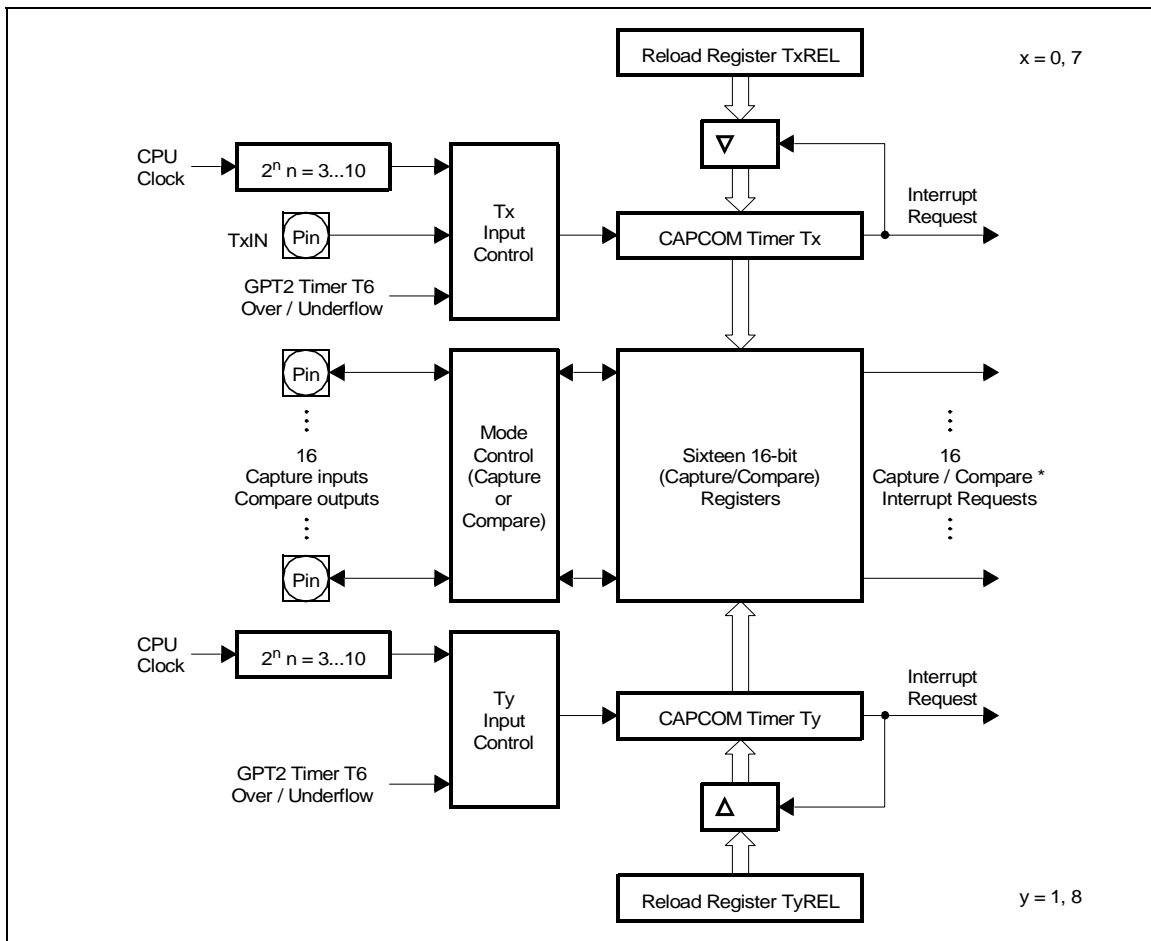 Reload Register TxREL
x = 0, 7
CPU
Clock
2ⁿ n = 3...10
Tx
Input
Control
Interrupt
Request
TxIN
Pin
CAPCOM Timer Tx
GPT2 Timer T6
Over / Underflow
Pin
16
Capture inputs
Compare outputs
Pin
Mode
Control
(Capture
or
Compare)
Sixteen 16-bit
(Capture/Compare)
Registers
16
Capture / Compare *
Interrupt Requests
CPU
Clock
2ⁿ n = 3...10
Ty
Input
Control
Interrupt
Request
CAPCOM Timer Ty
GPT2 Timer T6
Over / Underflow
Reload Register TyREL
y = 1, 8